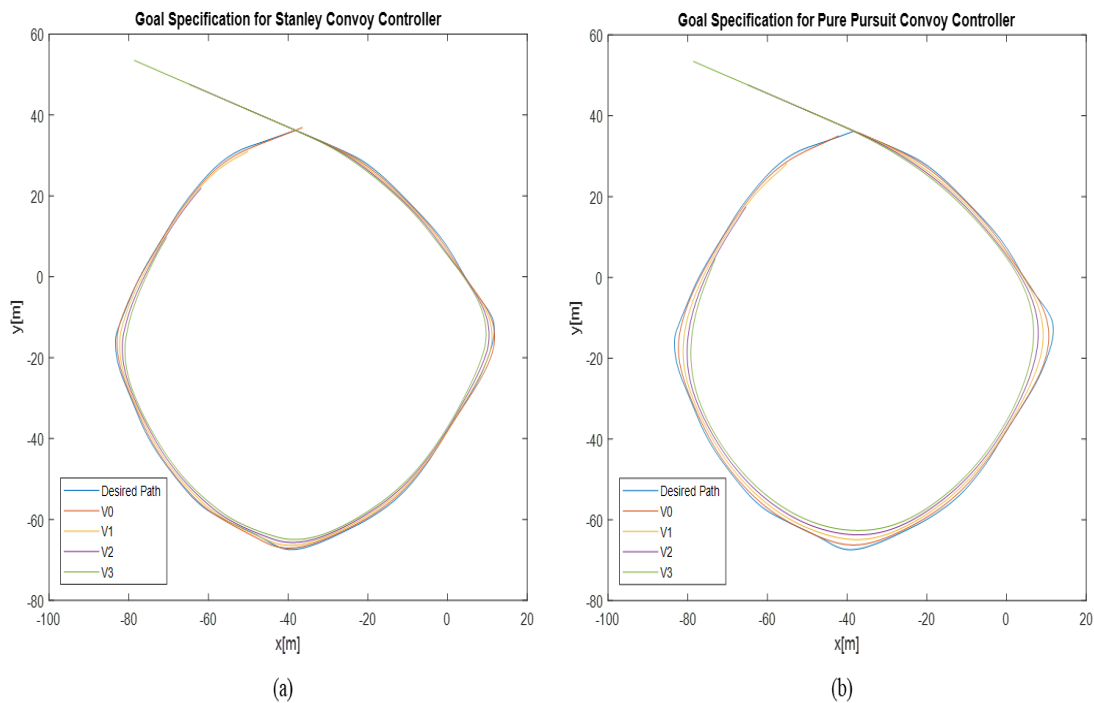 Goal Specification for Stanley Convoy Controller
60
40
20
0
-20
-40
-60
-80
y[m]
Desired Path
V0
V1
V2
V3
-100
-80
-60
-40
-20
0
20
x[m]
(a)
Goal Specification for Pure Pursuit Convoy Controller
60
40
20
0
-20
-40
-60
-80
y[m]
Desired Path
V0
V1
V2
V3
-100
-80
-60
-40
-20
0
20
x[m]
(b)